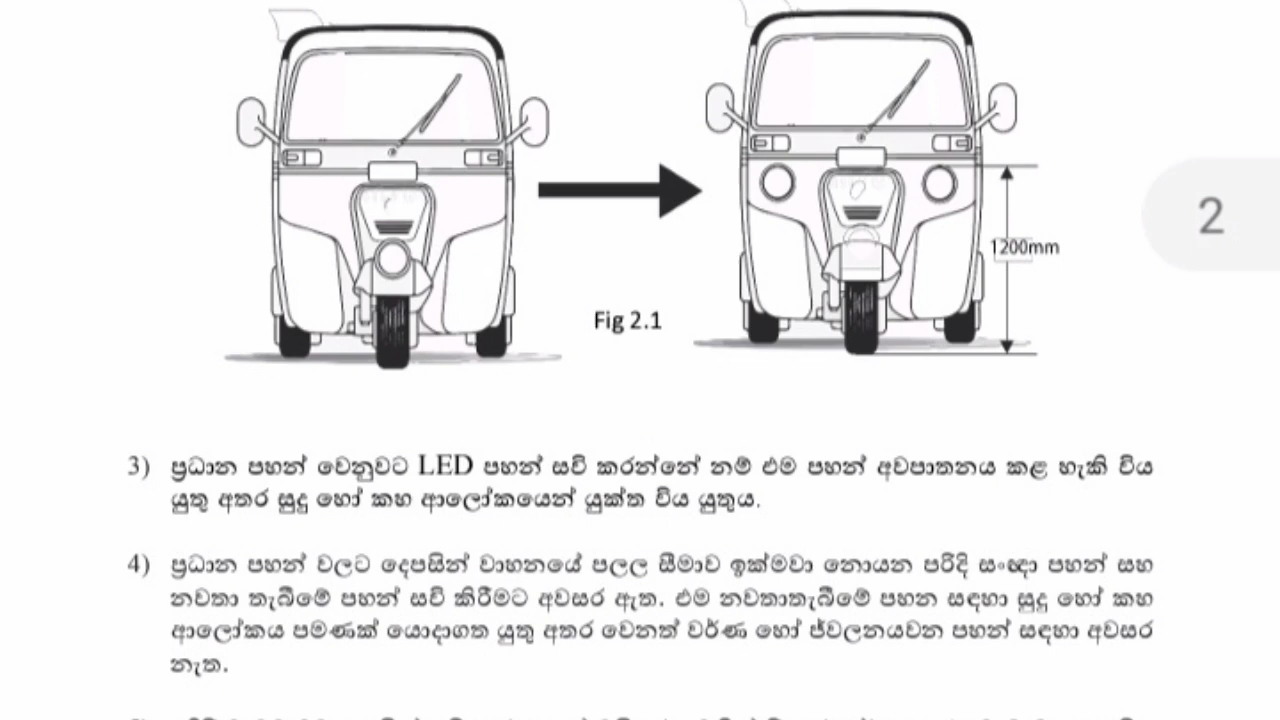 1200mm
2
Fig 2.1
3) ප්‍රධාන පහන් වෙනුවට LED පහන් සවි කරන්නේ නම් එම පහන් අවපාතනය කළ හැකි විය
යුතු අතර සුදු හෝ කහ ආලෝකයෙන් යුක්ත විය යුතුය.
4) ප්‍රධාන පහන් වලට දෙපසින් වාහනයේ පලල සීමාව ඉක්මවා නොයන පරිදි සංඥා පහන් සහ
නවතා තැබීමේ පහන් සවි කිරීමට අවසර ඇත. එම නවතාතැබීමේ පහන සඳහා සුදු හෝ කහ
ආලෝකය පමණක් යොදාගත යුතු අතර වෙනත් වර්ණ හෝ ජ්වලනයවන පහන් සඳහා අවසර
නැත.